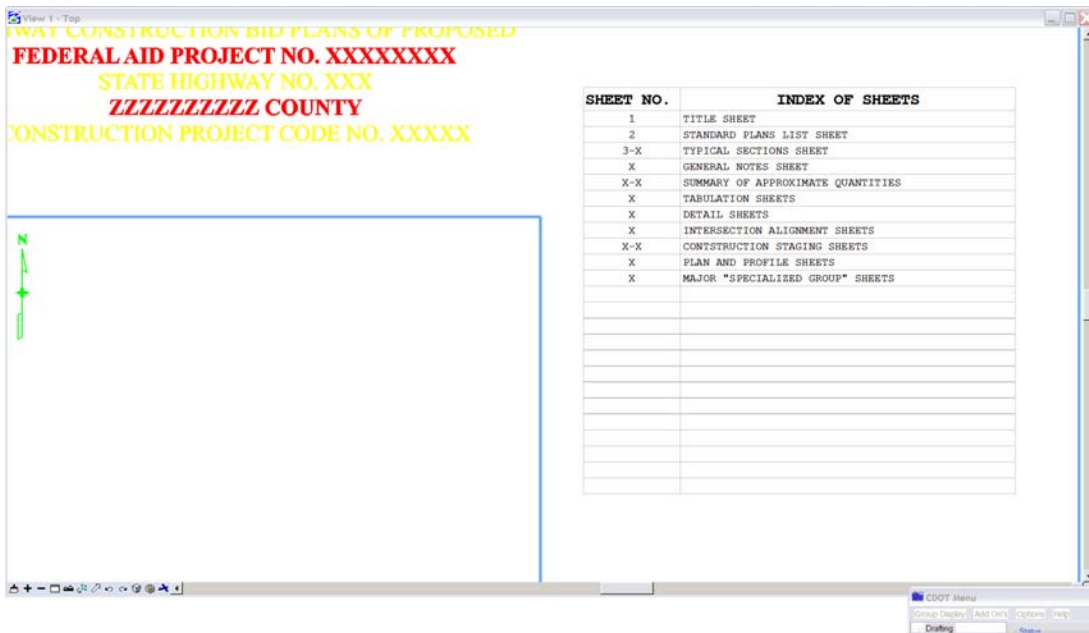 View 1 - Top
WAY CONSTRUCTION BID PLANS OF PROPOSED
FEDERAL AID PROJECT NO. XXXXXXXX
STATE HIGHWAY NO. XXX
ZZZZZZZZZZ COUNTY
CONSTRUCTION PROJECT CODE NO. XXXXX
N
SHEET NO. INDEX OF SHEETS
1 TITLE SHEET
2 STANDARD PLANS LIST SHEET
3-X TYPICAL SECTIONS SHEET
X GENERAL NOTES SHEET
X-X SUMMARY OF APPROXIMATE QUANTITIES
X TABULATION SHEETS
X DETAIL SHEETS
X INTERSECTION ALIGNMENT SHEETS
X-X CONTSTRUCTION STAGING SHEETS
X PLAN AND PROFILE SHEETS
X MAJOR "SPECIALIZED GROUP" SHEETS
CDOT Menu
Group Display Add On's Options Help
Drafting Status